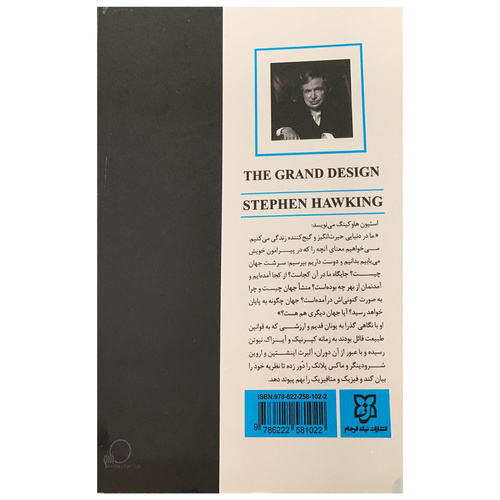 THE GRAND DESIGN
STEPHEN HAWKING
استیون هاوکینگ می‌نویسد:
«ما در دنیایی حیرت‌انگیز و گیج‌کننده زندگی می‌کنیم.
می‌خواهیم معنای آنچه را که در پیرامون خویش
می‌یابیم بدانیم و دوست داریم بپرسیم: سرشت جهان
چیست؟ جایگاه ما در آن کجاست؟ از کجا آمده‌ایم و
آمدنمان از بهر چه بوده‌است؟ منشأ جهان چیست و چرا
به صورت کنونی‌اش درآمده‌است؟ جهان چگونه به پایان
خواهد رسید؟ آیا جهان دیگری هم هست؟»
او با نگاهی گذرا به یونان قدیم و ارزشی که به قوانین
طبیعت قائل بودند به زمانه کپرنیک و آیزاک نیوتن
رسیده و با عبور از آن دوران، آلبرت اینشتین و اروین
شرودینگر و ماکس پلانک را دُور زده تا نظریه خود را
بیان کند و فیزیک و متافیزیک را بهم پیوند دهد.
ISBN:978-622-258-102-2
9 786222 581022
انتشارات نیک فرجام